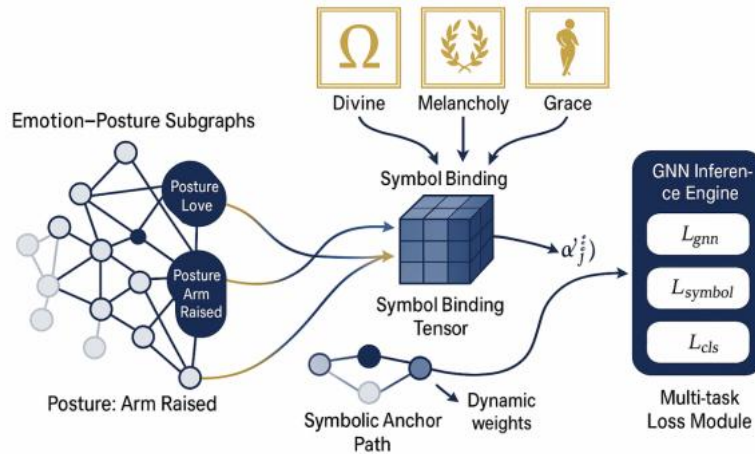 Ω
Divine
Melancholy
Grace
Emotion–Posture Subgraphs
Posture
Love
Posture
Arm
Raised
Posture: Arm Raised
Symbol Binding
Symbol Binding
Tensor
Symbolic Anchor
Path
Dynamic
weights
GNN Inferen-
ce Engine
L_gnn
L_symbol
L_cls
Multi-task
Loss Module